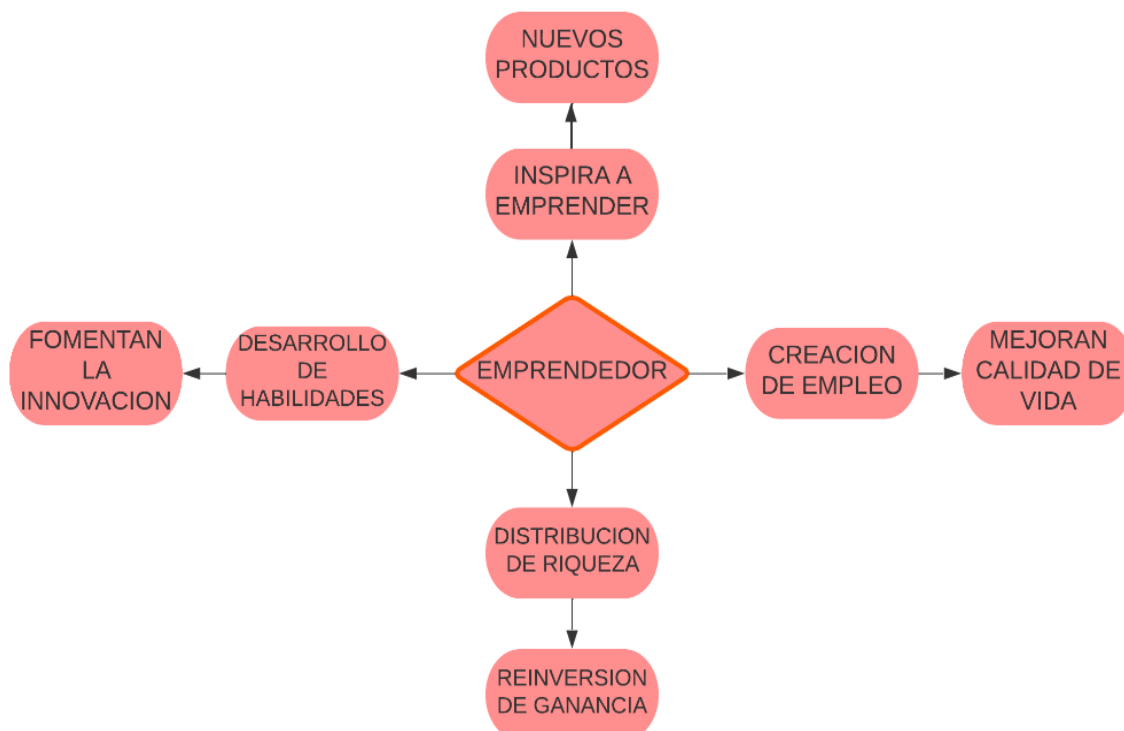 NUEVOS
PRODUCTOS
INSPIRA A
EMPRENDER
FOMENTAN
LA
INNOVACION
DESARROLLO
DE
HABILIDADES
EMPRENDEDOR
CREACION
DE EMPLEO
MEJORAN
CALIDAD DE
VIDA
DISTRIBUCION
DE RIQUEZA
REINVERSION
DE GANANCIA